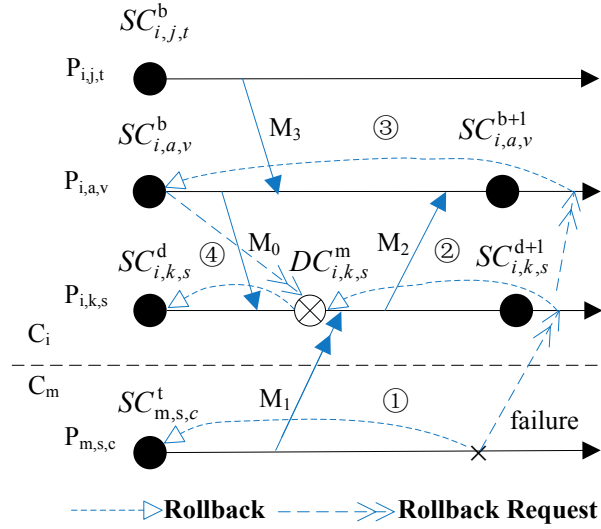 SC^b_{i,j,t}
P_{i,j,t}
M_3
SC^b_{i,a,v}
③
SC^{b+1}_{i,a,v}
P_{i,a,v}
SC^d_{i,k,s}
④
M_0
DC^m_{i,k,s}
M_2
②
SC^{d+1}_{i,k,s}
P_{i,k,s}
C_i
C_m
SC^t_{m,s,c}
M_1
①
failure
P_{m,s,c}
Rollback
Rollback Request